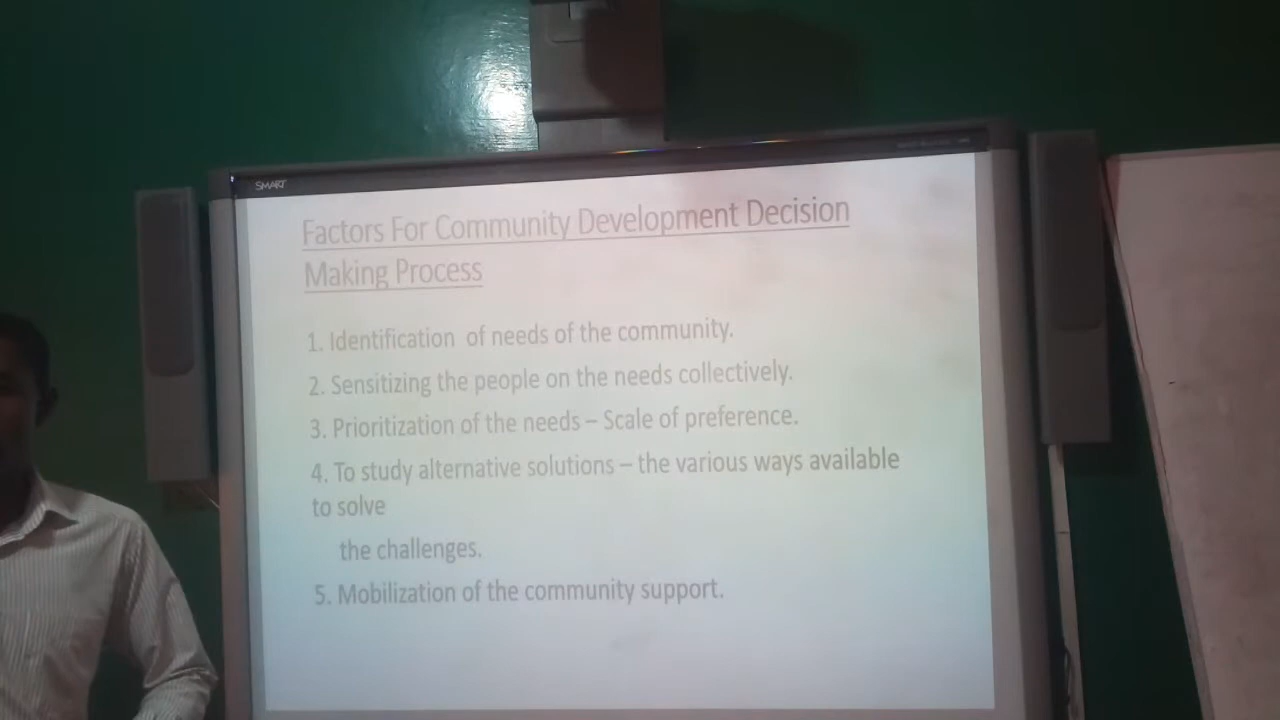 SMART
Factors For Community Development Decision
Making Process
1. Identification of needs of the community.
2. Sensitizing the people on the needs collectively.
3. Prioritization of the needs – Scale of preference.
4. To study alternative solutions – the various ways available
to solve
the challenges.
5. Mobilization of the community support.